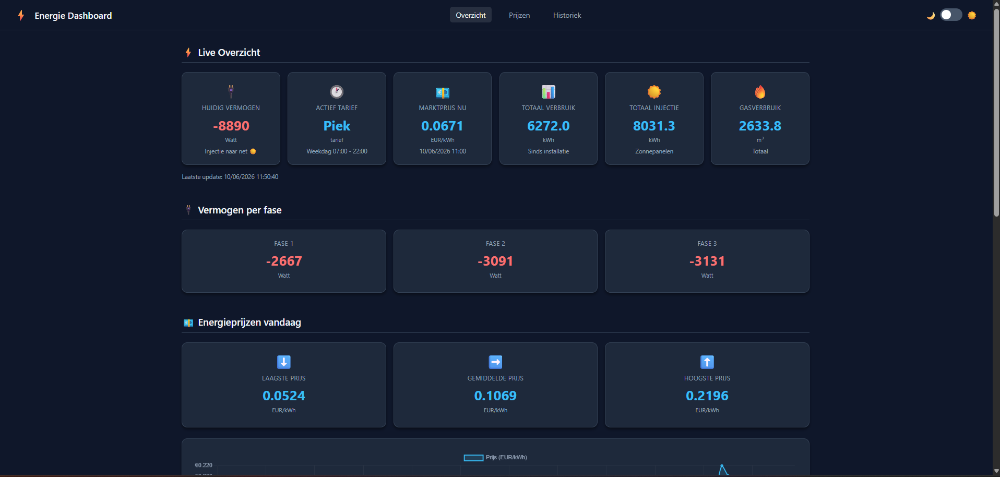 Energie Dashboard
Overzicht Prijzen Historiek
Live Overzicht
HUIDIG VERMOGEN
-8890
Watt
Injectie naar net
ACTIEF TARIEF
Piek
tarief
Weekdag 07:00 - 22:00
MARKTPRIJS NU
0.0671
EUR/kWh
10/06/2026 11:00
TOTAAL VERBRUIK
6272.0
kWh
Sinds installatie
TOTAAL INJECTIE
8031.3
kWh
Zonnepanelen
GASVERBRUIK
2633.8
m³
Totaal
Laatste update: 10/06/2026 11:50:40
Vermogen per fase
FASE 1
-2667
Watt
FASE 2
-3091
Watt
FASE 3
-3131
Watt
Energieprijzen vandaag
LAAGSTE PRIJS
0.0524
EUR/kWh
GEMIDDELDE PRIJS
0.1069
EUR/kWh
HOOGSTE PRIJS
0.2196
EUR/kWh
Prijs (EUR/kWh)
€0.220